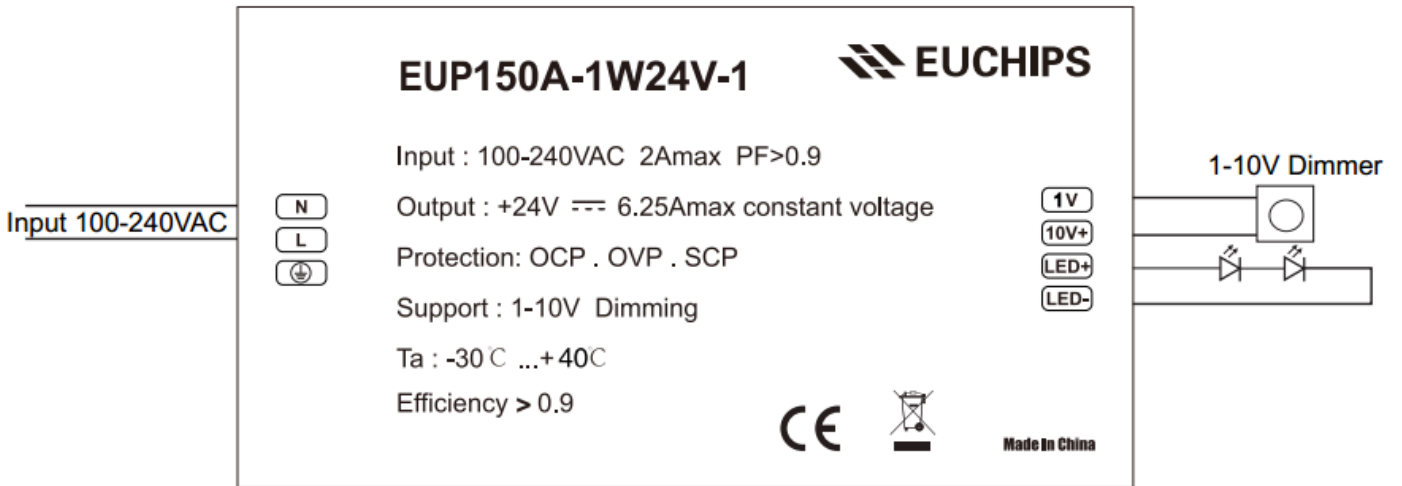 EUP150A-1W24V-1
EUCHIPS
Input : 100-240VAC 2Amax PF>0.9
Output : +24V ⎓ 6.25Amax constant voltage
Protection: OCP . OVP . SCP
Support : 1-10V Dimming
Ta : -30℃ ...+40℃
Efficiency > 0.9
Input 100-240VAC
N
L
1V
10V+
LED+
LED-
1-10V Dimmer
CE
Made In China